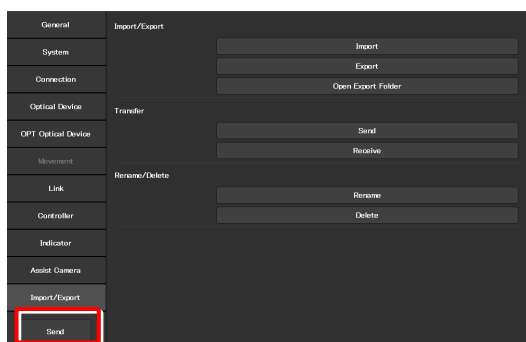 General
System
Connection
Optical Device
OPT Optical Device
Movement
Link
Controller
Indicator
Assist Camera
Import/Export
Send
Import/Export
Import
Export
Open Export Folder
Transfer
Send
Receive
Rename/Delete
Rename
Delete